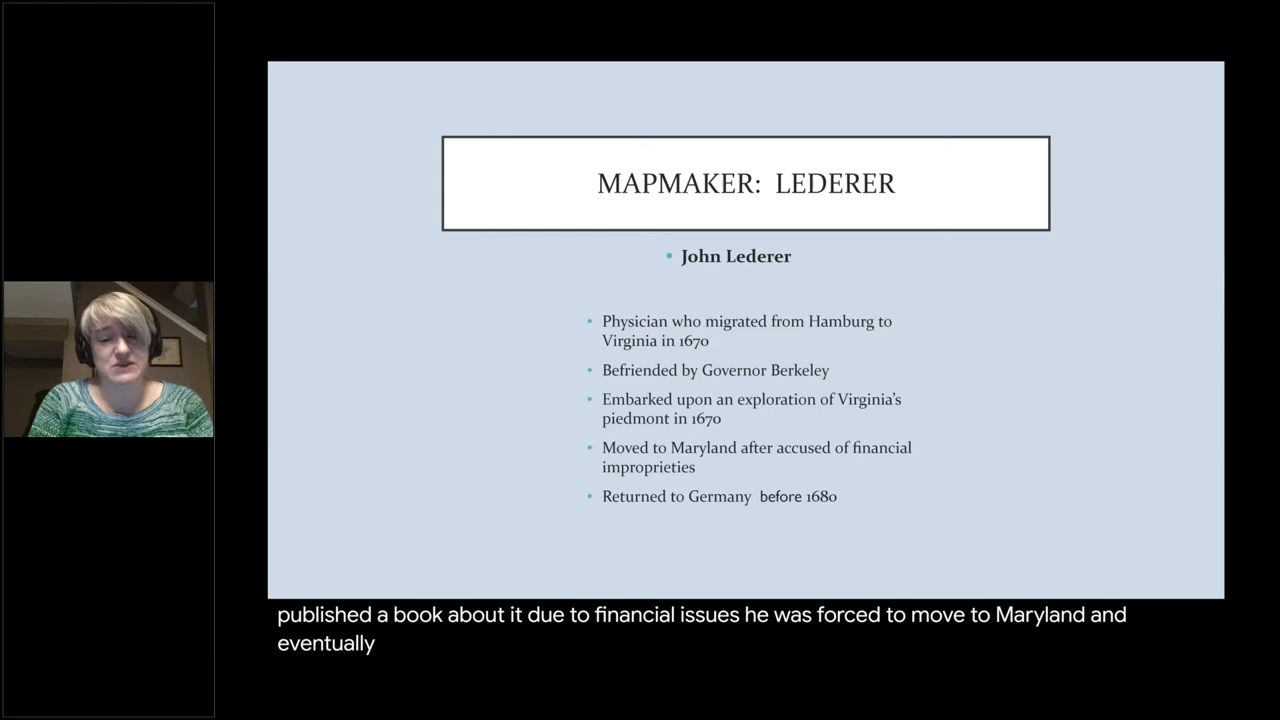 MAPMAKER: LEDERER
• John Lederer
• Physician who migrated from Hamburg to
Virginia in 1670
• Befriended by Governor Berkeley
• Embarked upon an exploration of Virginia’s
piedmont in 1670
• Moved to Maryland after accused of financial
improprieties
• Returned to Germany before 1680
published a book about it due to financial issues he was forced to move to Maryland and
eventually